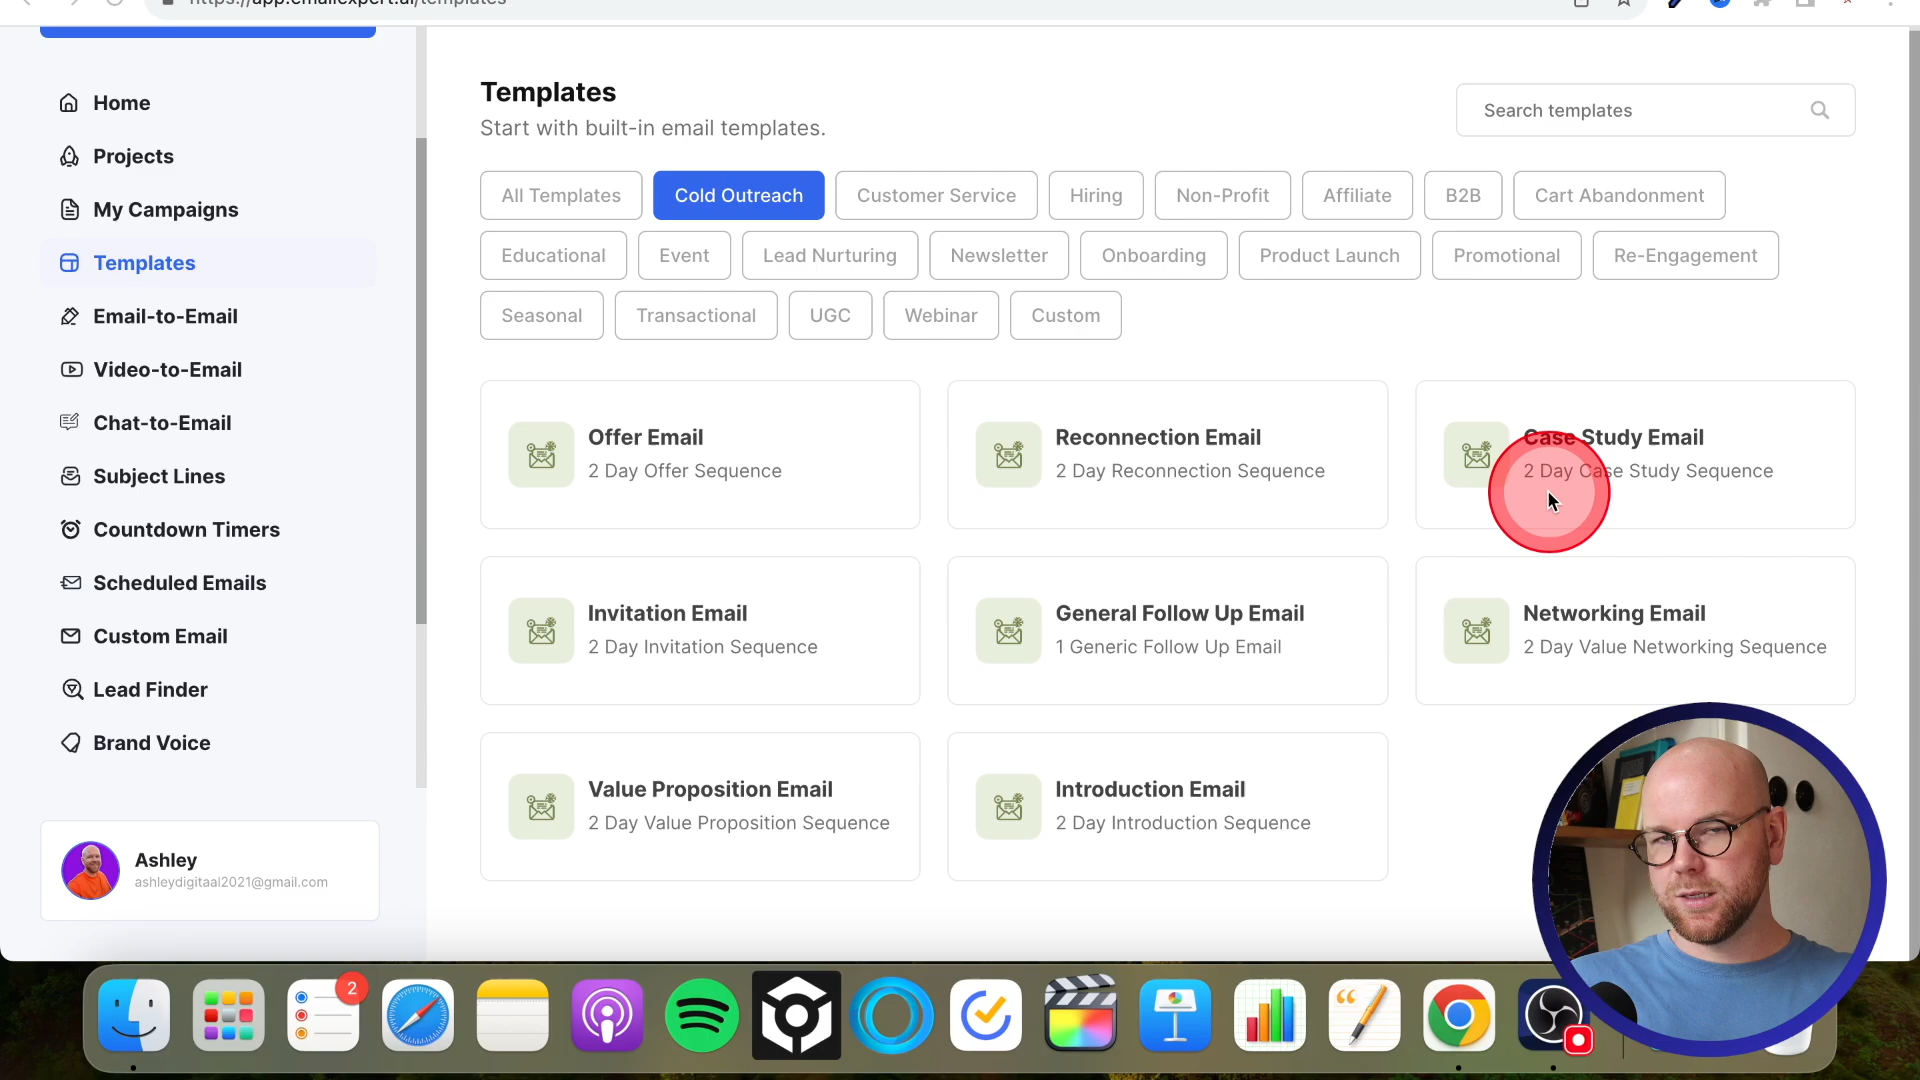 https://app.emailexpert.ai/templates
Home
Projects
My Campaigns
Templates
Email-to-Email
Video-to-Email
Chat-to-Email
Subject Lines
Countdown Timers
Scheduled Emails
Custom Email
Lead Finder
Brand Voice
Ashley
ashleydigitaal2021@gmail.com
Templates
Start with built-in email templates.
Search templates
All Templates Cold Outreach Customer Service Hiring Non-Profit Affiliate B2B Cart Abandonment
Educational Event Lead Nurturing Newsletter Onboarding Product Launch Promotional Re-Engagement
Seasonal Transactional UGC Webinar Custom
Offer Email
2 Day Offer Sequence
Reconnection Email
2 Day Reconnection Sequence
Case Study Email
2 Day Case Study Sequence
Invitation Email
2 Day Invitation Sequence
General Follow Up Email
1 Generic Follow Up Email
Networking Email
2 Day Value Networking Sequence
Value Proposition Email
2 Day Value Proposition Sequence
Introduction Email
2 Day Introduction Sequence
2